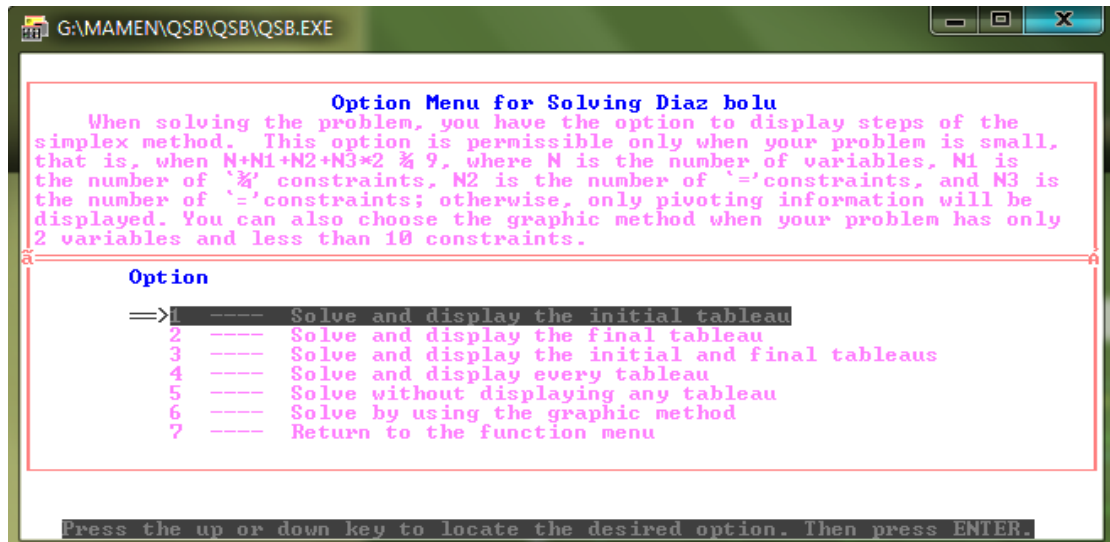 G:\MAMEN\QSB\QSB\QSB.EXE
Option Menu for Solving Diaz bolu
When solving the problem, you have the option to display steps of the
simplex method. This option is permissible only when your problem is small,
that is, when N+N1+N2+N3*2 ¾ 9, where N is the number of variables, N1 is
the number of `¾' constraints, N2 is the number of `='constraints, and N3 is
the number of `='constraints; otherwise, only pivoting information will be
displayed. You can also choose the graphic method when your problem has only
2 variables and less than 10 constraints.
Option
==>1 ---- Solve and display the initial tableau
2 ---- Solve and display the final tableau
3 ---- Solve and display the initial and final tableaus
4 ---- Solve and display every tableau
5 ---- Solve without displaying any tableau
6 ---- Solve by using the graphic method
7 ---- Return to the function menu
Press the up or down key to locate the desired option. Then press ENTER.